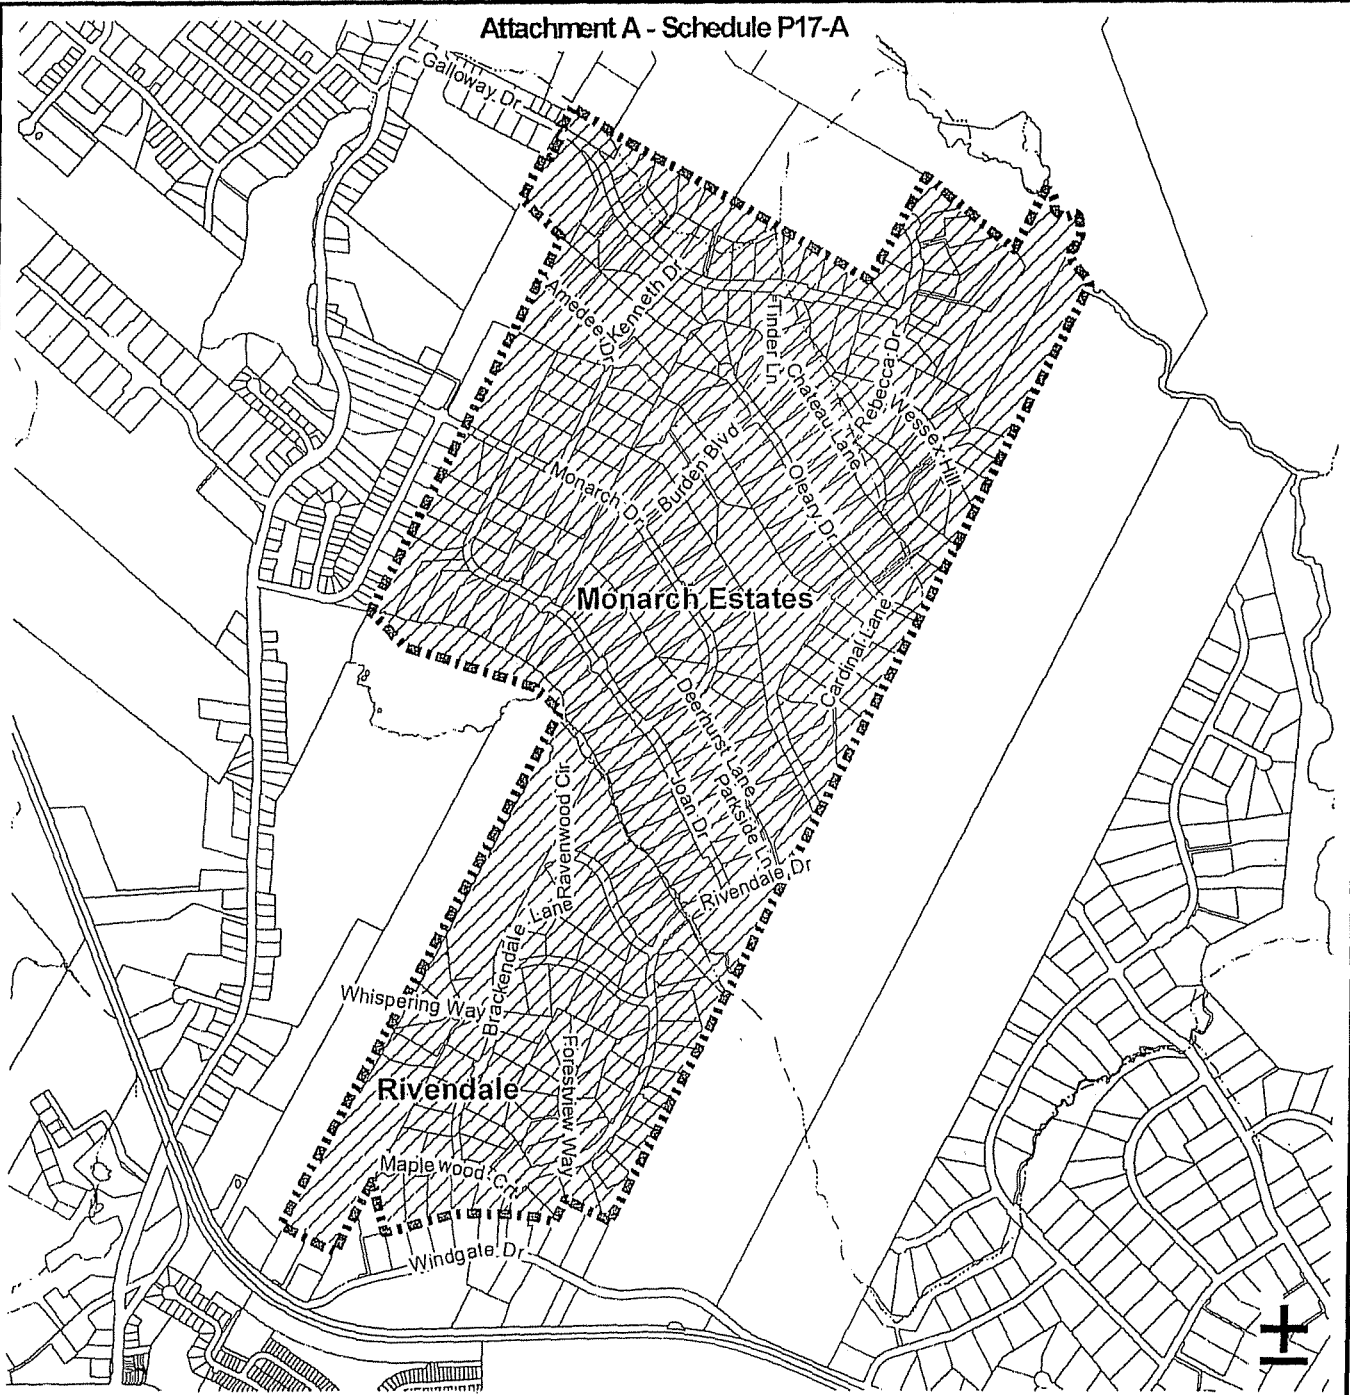 Attachment A - Schedule P17-A
Galloway Dr
Amedee Dr
Kenneth Dr
Tinder Ln
Chateau Lane
Rebecca Dr
Wessex Hill
Monarch Dr
Burden Blvd
Oleary Dr
Monarch Estates
Cardinal Lane
Deerhurst Lane
Parkside Ln
Joan Dr
Ravenwood Cir
Rivendale Dr
Brackendale Lane
Whispering Way
Forestview Way
Rivendale
Maplewood Crt
Windgate Dr